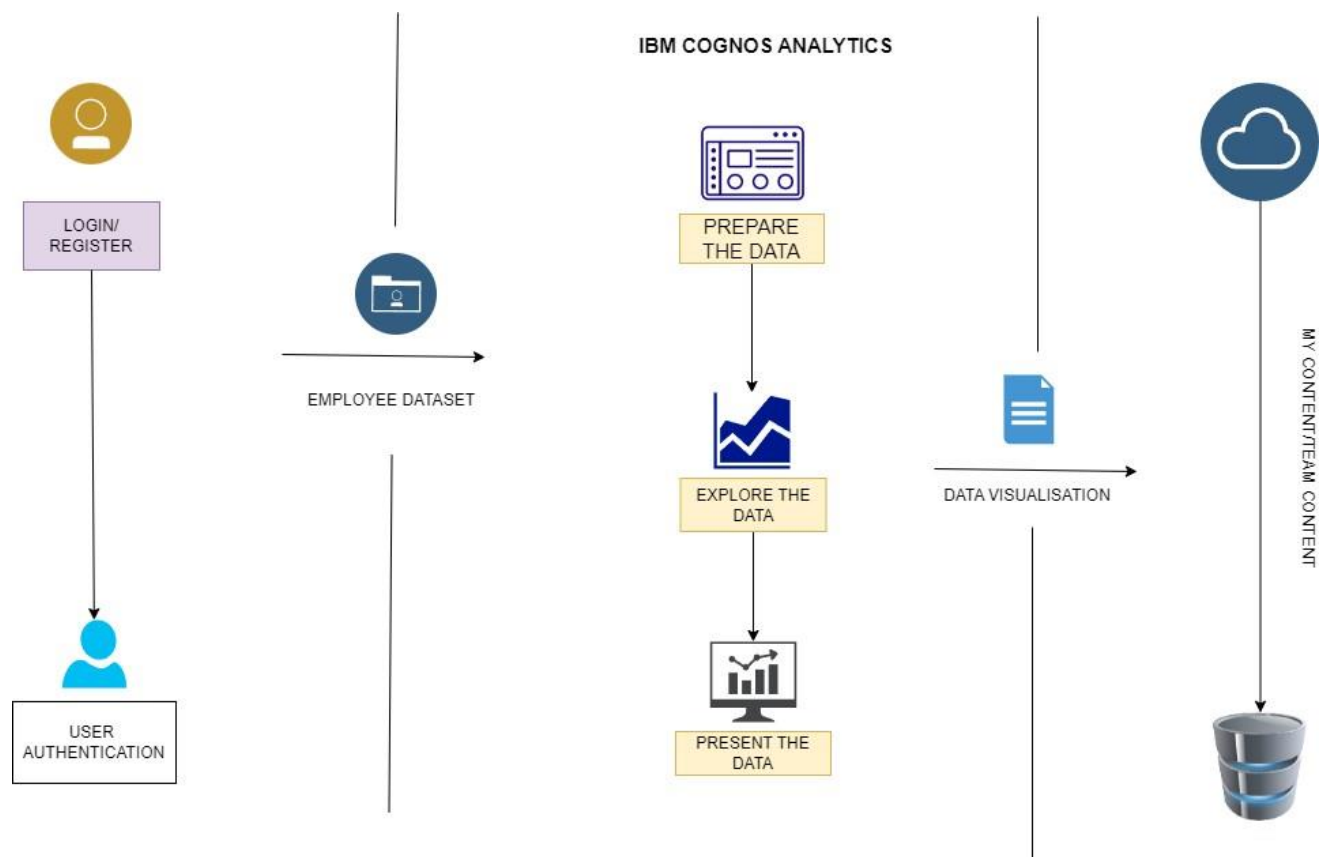 IBM COGNOS ANALYTICS
LOGIN/
REGISTER
USER
AUTHENTICATION
EMPLOYEE DATASET
PREPARE
THE DATA
EXPLORE THE
DATA
PRESENT THE
DATA
DATA VISUALISATION
MY CONTENT/TEAM CONTENT